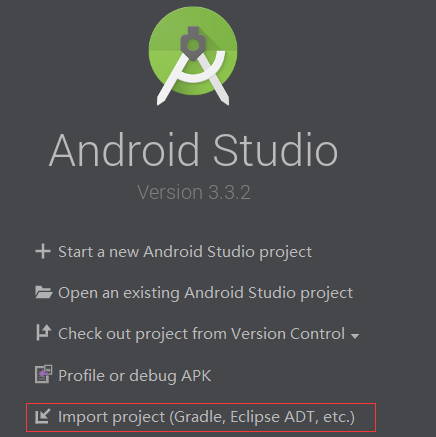 Android Studio
Version 3.3.2
Start a new Android Studio project
Open an existing Android Studio project
Check out project from Version Control
Profile or debug APK
Import project (Gradle, Eclipse ADT, etc.)